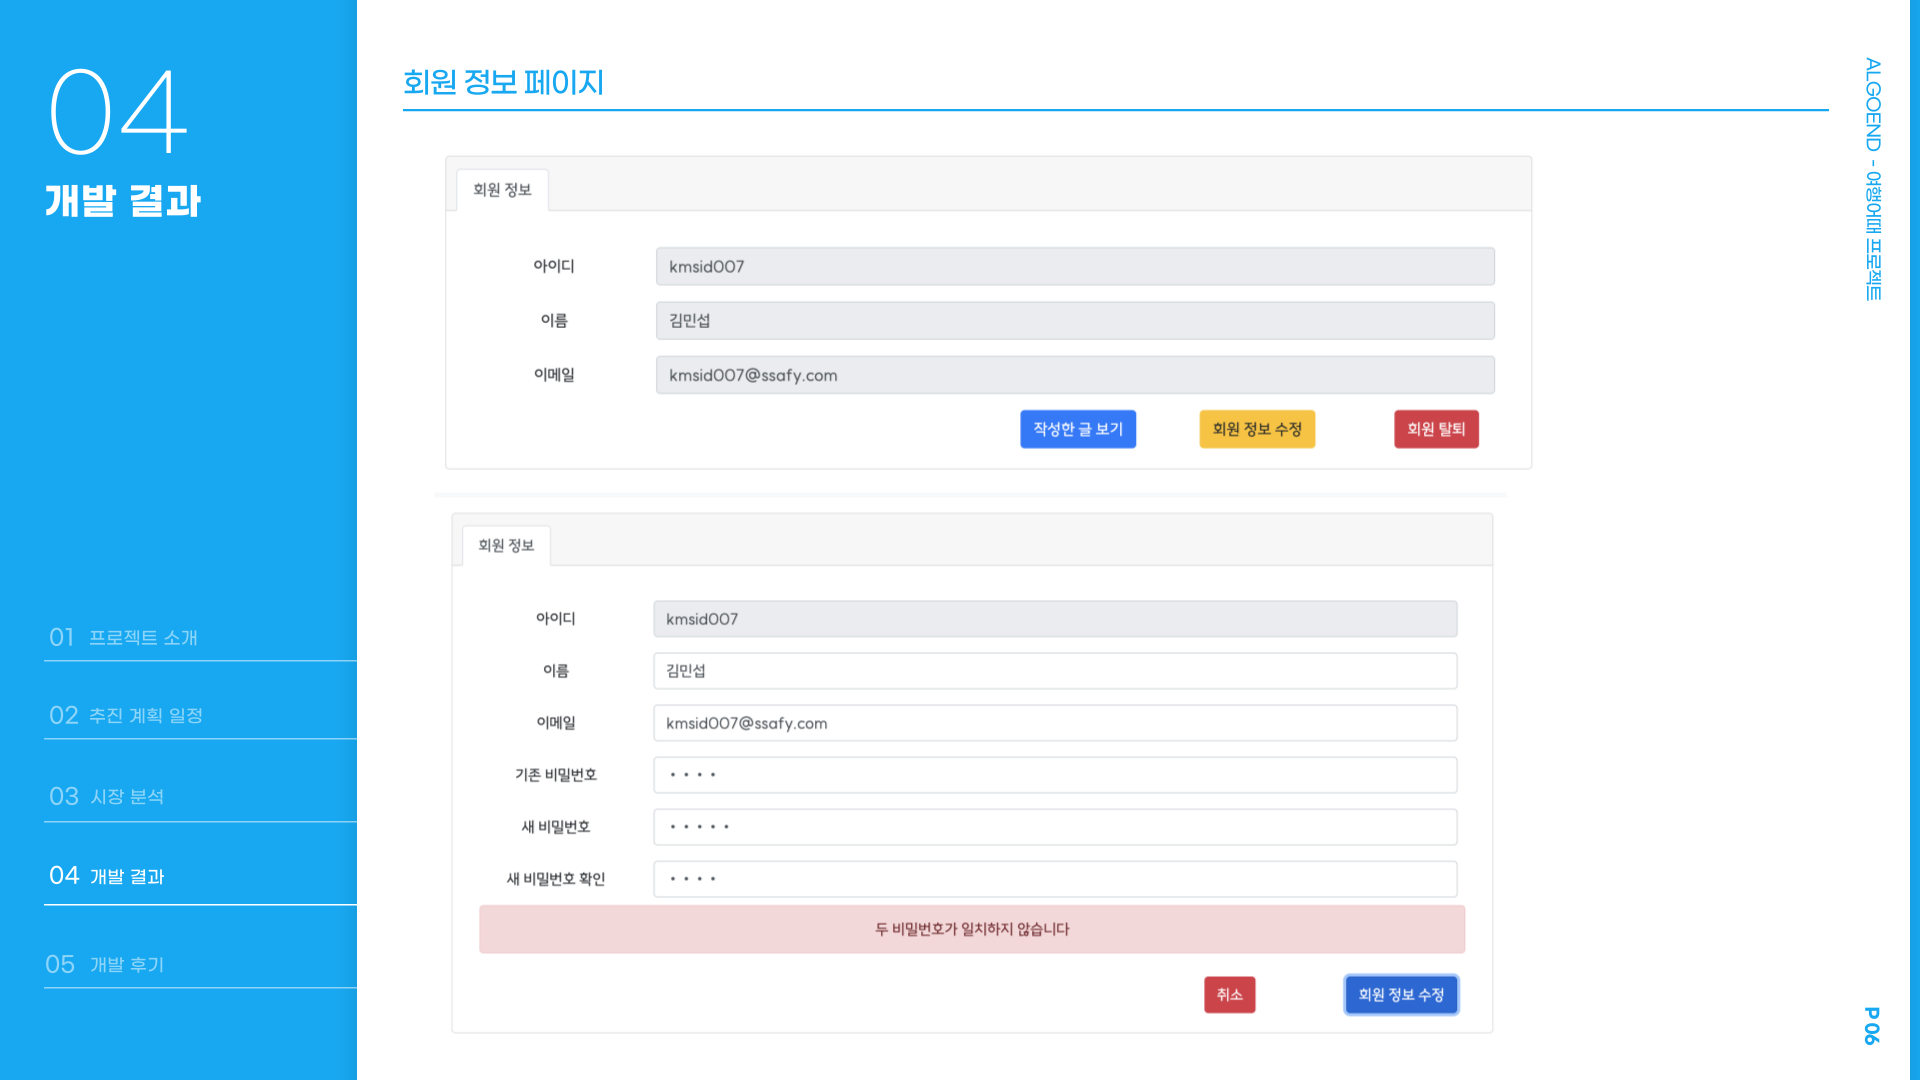 04
개발 결과
01 프로젝트 소개
02 추진 계획 일정
03 시장 분석
04 개발 결과
05 개발 후기
회원 정보 페이지
회원 정보
아이디 kmsid007
이름 김민섭
이메일 kmsid007@ssafy.com
작성한 글 보기 회원 정보 수정 회원 탈퇴
회원 정보
아이디 kmsid007
이름 김민섭
이메일 kmsid007@ssafy.com
기존 비밀번호 ••••
새 비밀번호 •••••
새 비밀번호 확인 ••••
두 비밀번호가 일치하지 않습니다
취소 회원 정보 수정
ALGOEND - 여행어때 프로젝트
P 06